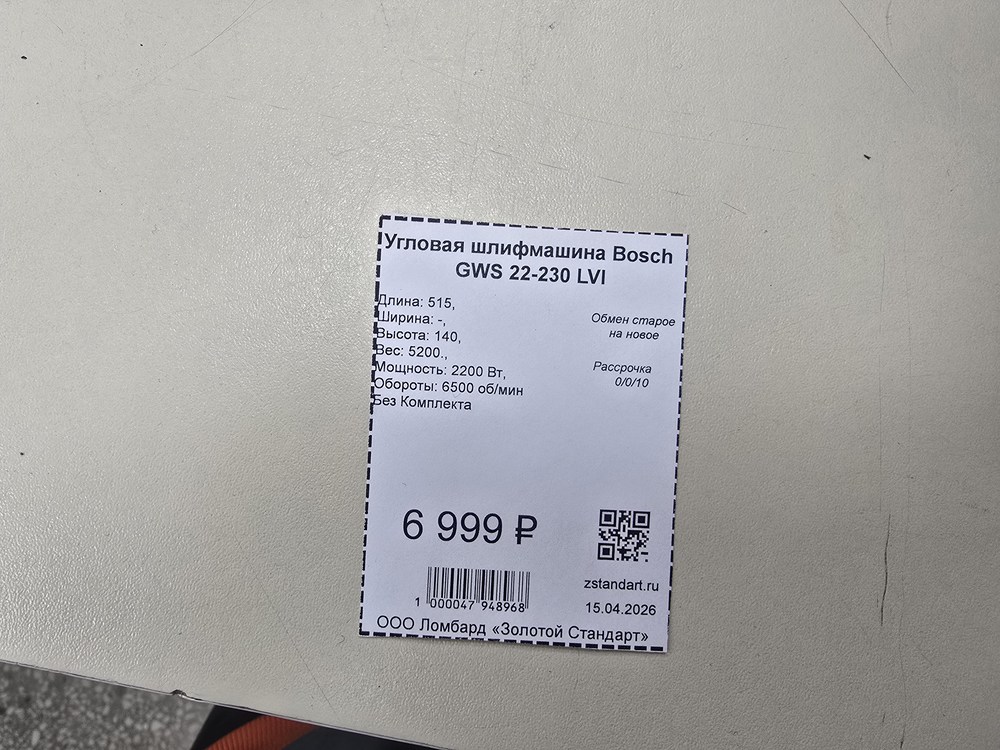 Угловая шлифмашина Bosch
GWS 22-230 LVI
Длина: 515,
Ширина: -,
Высота: 140,
Вес: 5200.,
Мощность: 2200 Вт,
Обороты: 6500 об/мин
Без Комплекта
Обмен старое
на новое
Рассрочка
0/0/10
6 999 ₽
1 000047 948968
zstandart.ru
15.04.2026
ООО Ломбард «Золотой Стандарт»